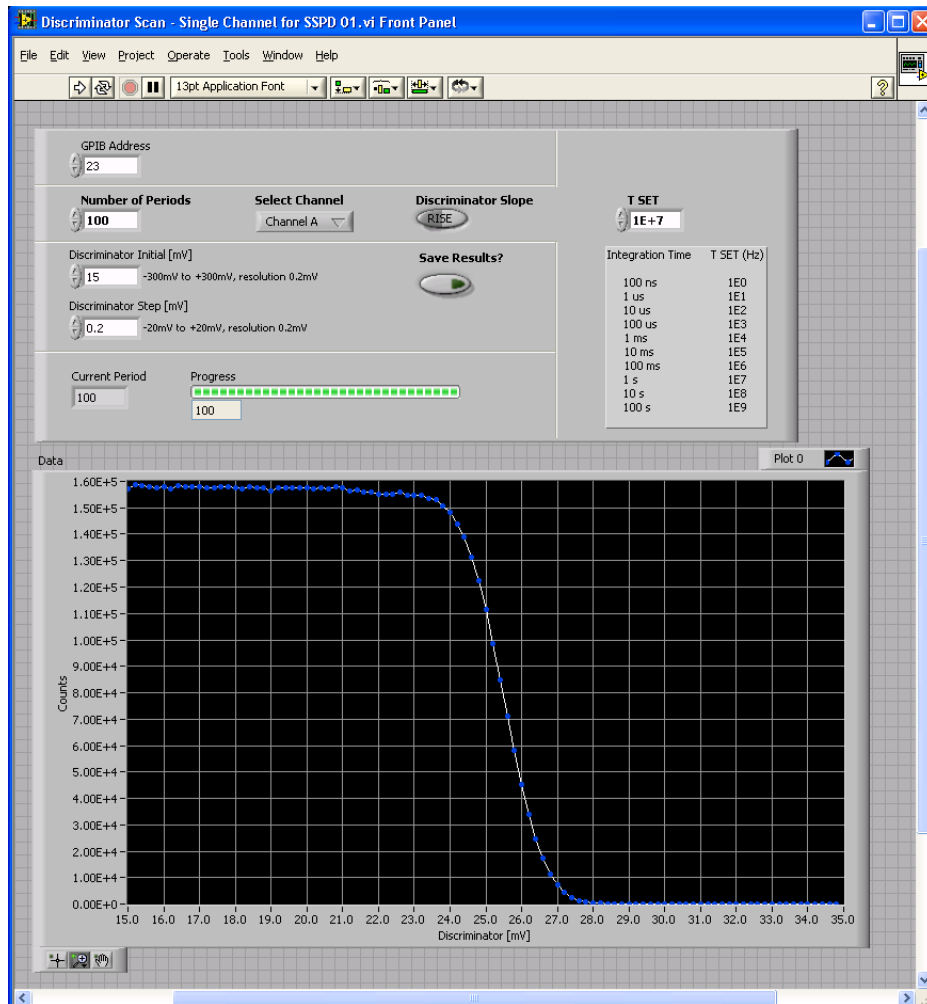 Discriminator Scan - Single Channel for SSPD 01.vi Front Panel
File Edit View Project Operate Tools Window Help
13pt Application Font
GPIB Address
23
Number of Periods Select Channel Discriminator Slope T SET
100 Channel A RISE 1E+7
Discriminator Initial [mV] Save Results?
15 -300mV to +300mV, resolution 0.2mV
Discriminator Step [mV]
0.2 -20mV to +20mV, resolution 0.2mV
Integration Time T SET (Hz)
100 ns 1E0
1 us 1E1
10 us 1E2
100 us 1E3
1 ms 1E4
10 ms 1E5
100 ms 1E6
1 s 1E7
10 s 1E8
100 s 1E9
Current Period Progress
100
100
Data Plot 0
1.60E+5
1.50E+5
1.40E+5
1.30E+5
1.20E+5
1.10E+5
1.00E+5
9.00E+4
8.00E+4
7.00E+4
6.00E+4
5.00E+4
4.00E+4
3.00E+4
2.00E+4
1.00E+4
0.00E+0
Counts
15.0 16.0 17.0 18.0 19.0 20.0 21.0 22.0 23.0 24.0 25.0 26.0 27.0 28.0 29.0 30.0 31.0 32.0 33.0 34.0 35.0
Discriminator [mV]